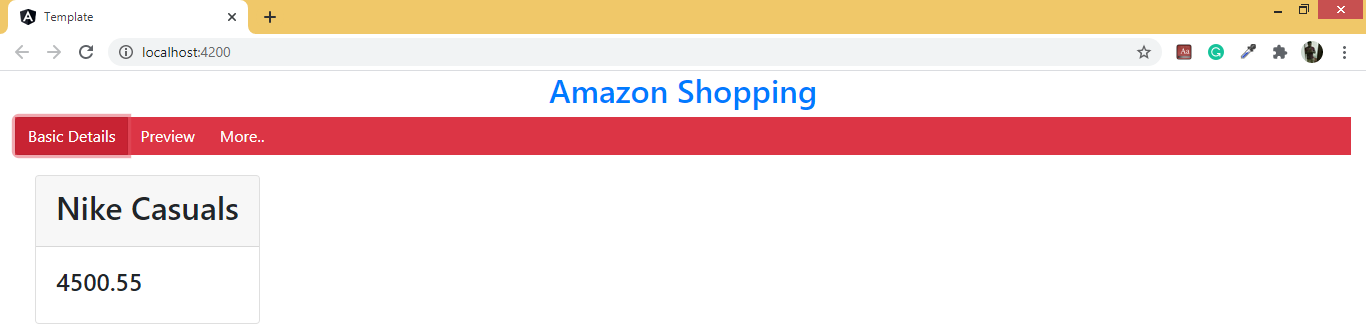 Template
localhost:4200
Amazon Shopping
Basic Details Preview More..
Nike Casuals
4500.55